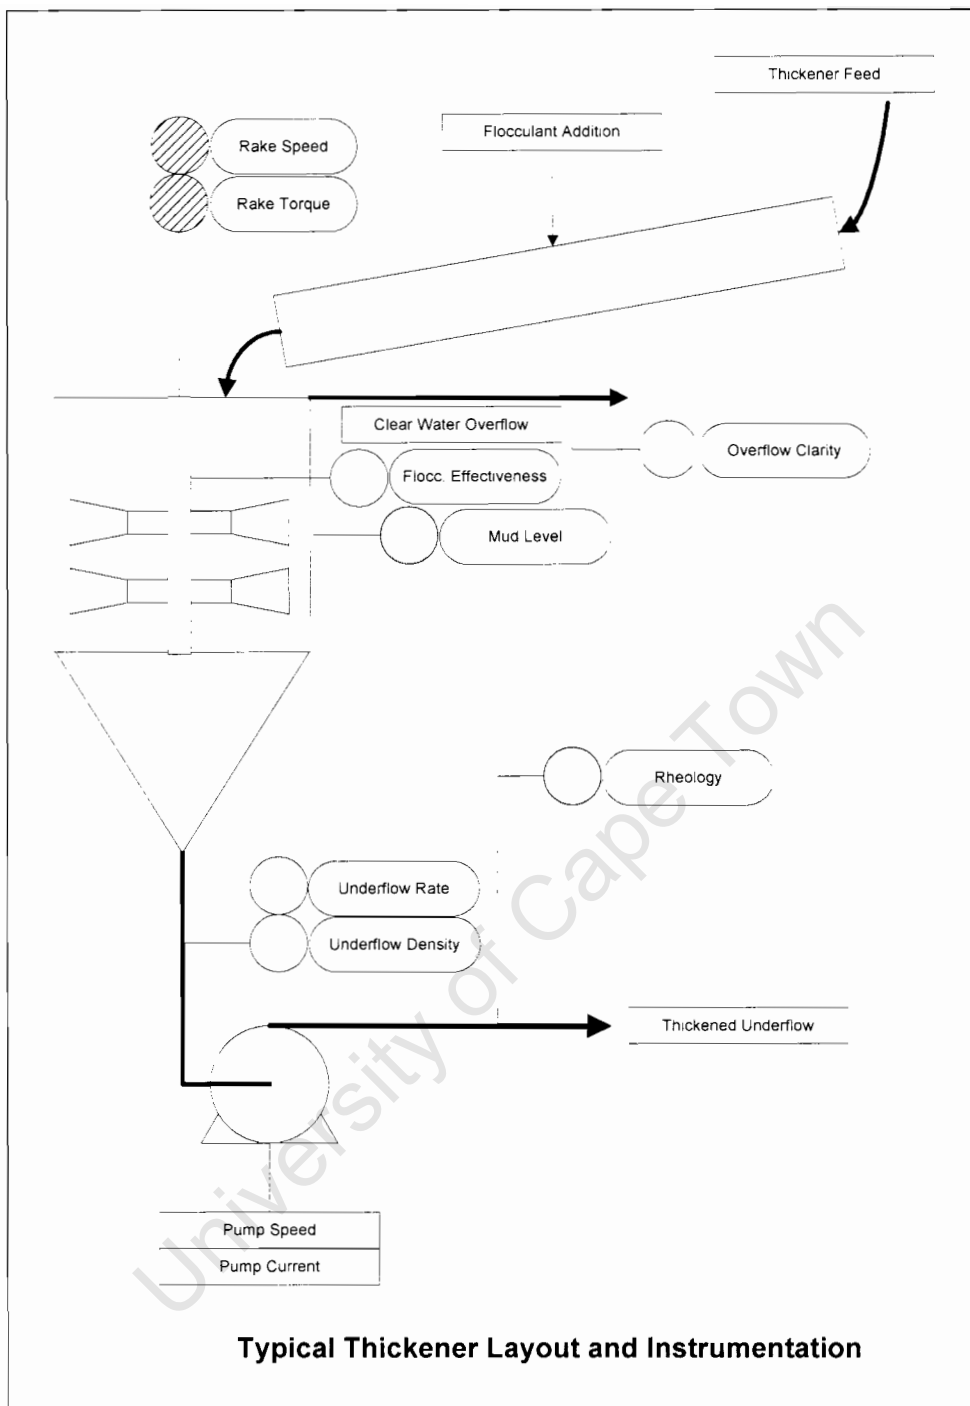 Thickener Feed
Flocculant Addition
Rake Speed
Rake Torque
Clear Water Overflow
Overflow Clarity
Flocc. Effectiveness
Mud Level
Rheology
Underflow Rate
Underflow Density
Thickened Underflow
Pump Speed
Pump Current
Typical Thickener Layout and Instrumentation
University of Cape Town